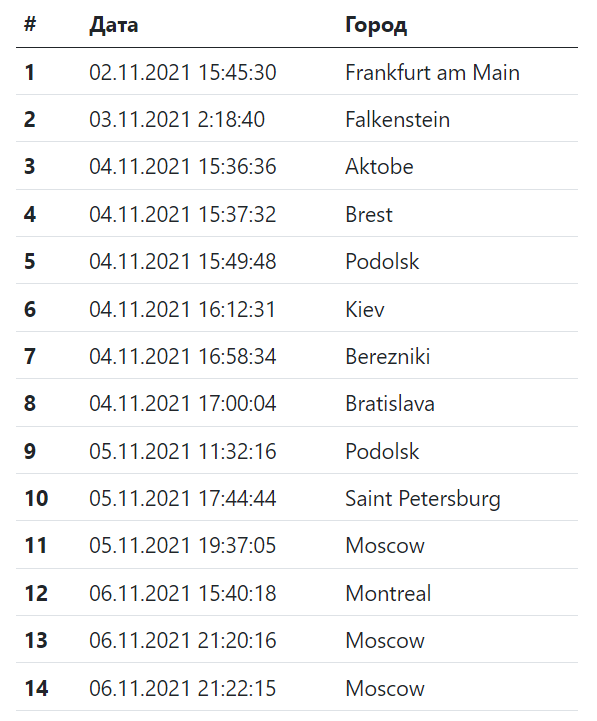 # Дата Город
1 02.11.2021 15:45:30 Frankfurt am Main
2 03.11.2021 2:18:40 Falkenstein
3 04.11.2021 15:36:36 Aktobe
4 04.11.2021 15:37:32 Brest
5 04.11.2021 15:49:48 Podolsk
6 04.11.2021 16:12:31 Kiev
7 04.11.2021 16:58:34 Berezniki
8 04.11.2021 17:00:04 Bratislava
9 05.11.2021 11:32:16 Podolsk
10 05.11.2021 17:44:44 Saint Petersburg
11 05.11.2021 19:37:05 Moscow
12 06.11.2021 15:40:18 Montreal
13 06.11.2021 21:20:16 Moscow
14 06.11.2021 21:22:15 Moscow